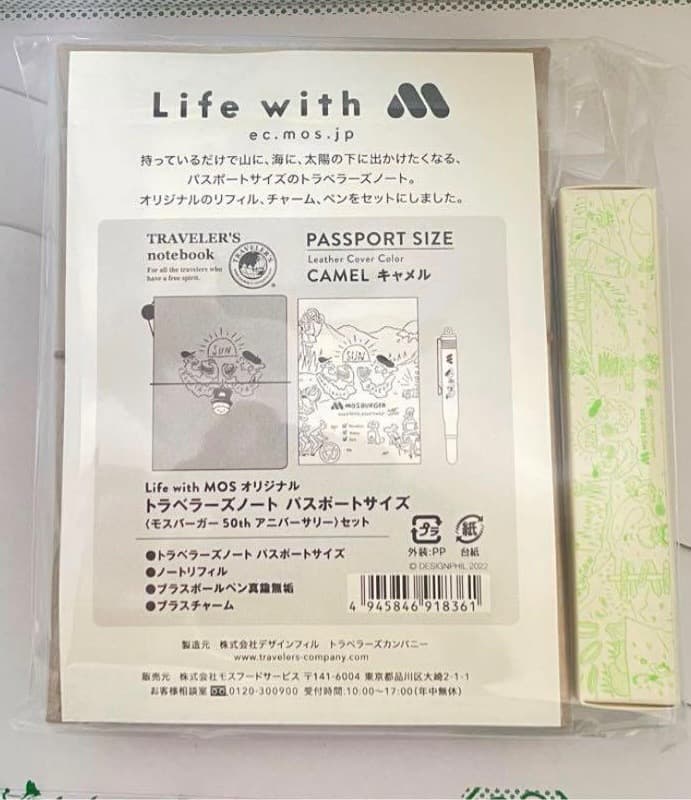 Life with
ec.mos.jp
持っているだけで山に、海に、太陽の下に出かけたくなる、
パスポートサイズのトラベラーズノート。
オリジナルのリフィル、チャーム、ペンをセットにしました。
TRAVELER'S
notebook
For all the travelers who
have a free spirit.
TRAVELER'S
PASSPORT SIZE
Leather Cover Color
CAMEL キャメル
SUN
SUN
MOSBURGER
Life with MOS オリジナル
トラベラーズノート パスポートサイズ
〈モスバーガー 50th アニバーサリー〉セット
●トラベラーズノート パスポートサイズ
●ノートリフィル
●ブラスボールペン真鍮無垢
●ブラスチャーム
プラ
紙
外装:PP
台紙
© DESIGNPHIL 2022
4 945846 918361
製造元 株式会社デザインフィル トラベラーズカンパニー
www.travelers-company.com
販売元 株式会社モスフードサービス 〒141-6004 東京都品川区大崎2-1-1
お客様相談室 0120-300900 受付時間:10:00〜17:00(年中無休)
MOSBURGER